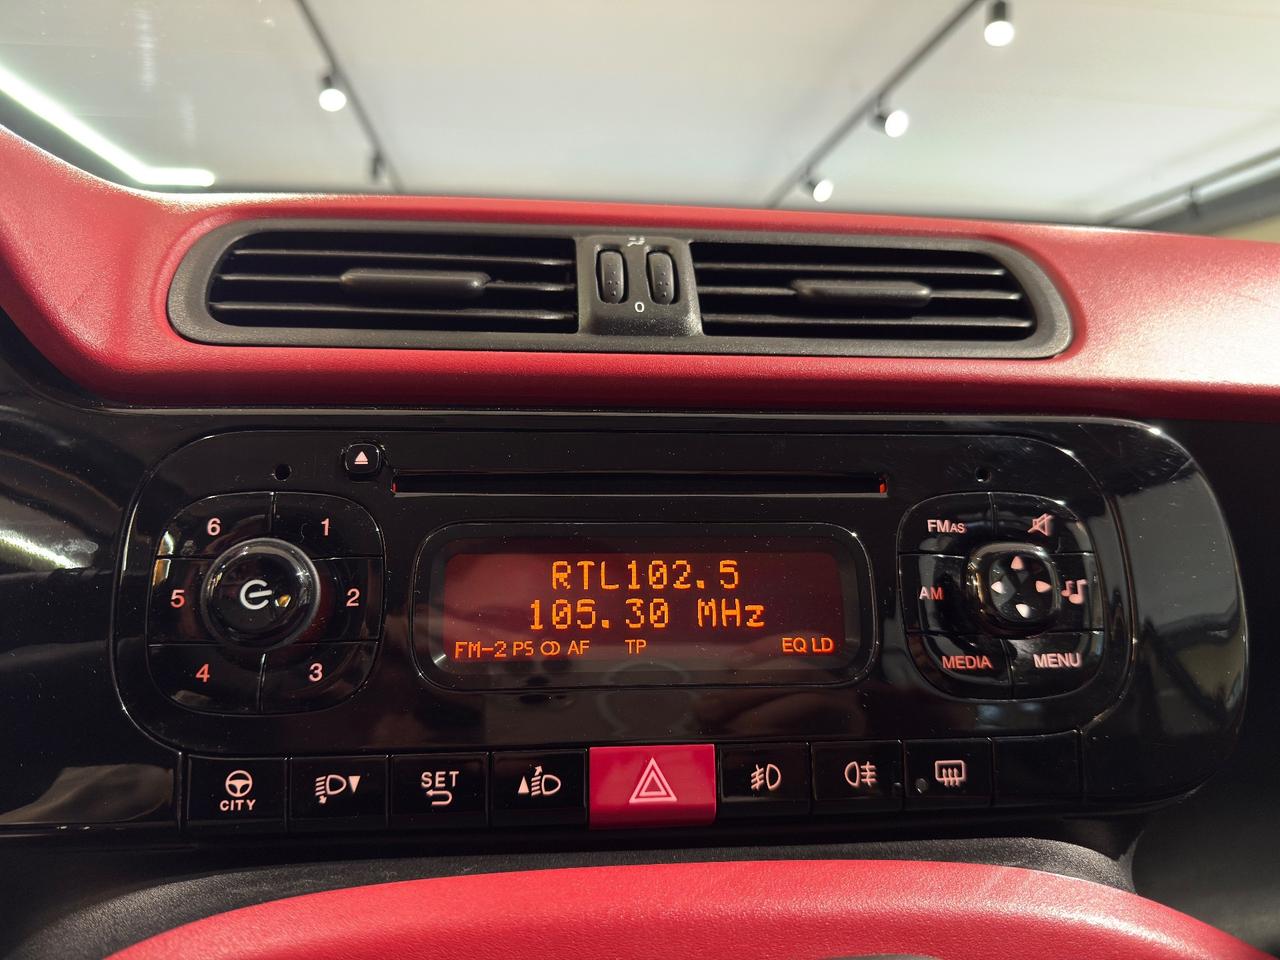 0
6 1
5 2
4 3
RTL102.5
105.30 MHz
FM-2 PS AF TP EQ LD
FMAS
AM
MEDIA MENU
CITY
SET